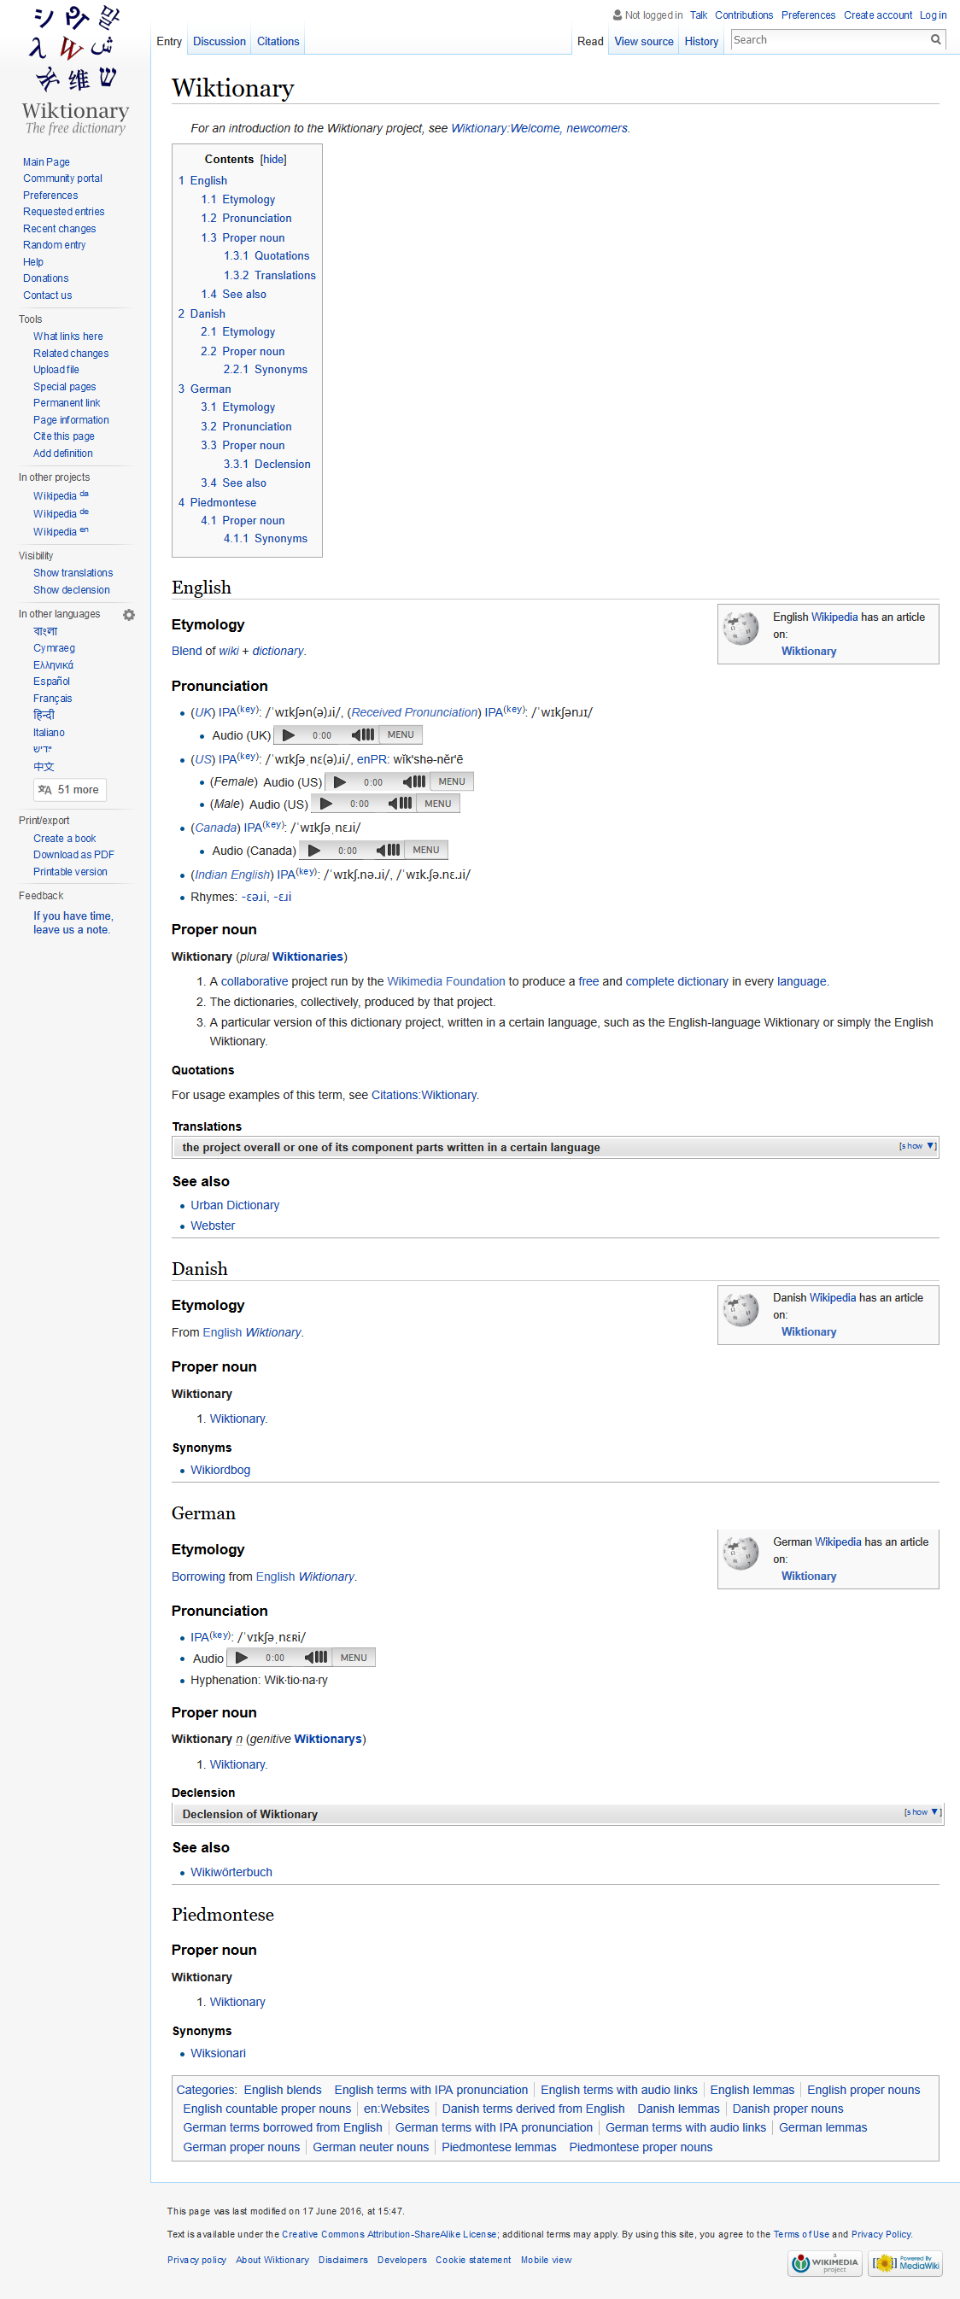 Not logged in Talk Contributions Preferences Create account Log in
Entry Discussion Citations Read View source History Search
Wiktionary
The free dictionary
Main Page
Community portal
Preferences
Requested entries
Recent changes
Random entry
Help
Donations
Contact us
Tools
What links here
Related changes
Upload file
Special pages
Permanent link
Page information
Cite this page
Add definition
In other projects
Wikipedia da
Wikipedia de
Wikipedia en
Visibility
Show translations
Show declension
In other languages
বাংলা
Cymraeg
Ελληνικά
Español
Français
हिन्दी
Italiano
ייִדיש
中文
51 more
Print/export
Create a book
Download as PDF
Printable version
Feedback
If you have time,
leave us a note.
Wiktionary
For an introduction to the Wiktionary project, see Wiktionary:Welcome, newcomers.
Contents [hide]
1 English
1.1 Etymology
1.2 Pronunciation
1.3 Proper noun
1.3.1 Quotations
1.3.2 Translations
1.4 See also
2 Danish
2.1 Etymology
2.2 Proper noun
2.2.1 Synonyms
3 German
3.1 Etymology
3.2 Pronunciation
3.3 Proper noun
3.3.1 Declension
3.4 See also
4 Piedmontese
4.1 Proper noun
4.1.1 Synonyms
English
English Wikipedia has an article
on:
Wiktionary
Etymology
Blend of wiki + dictionary.
Pronunciation
• (UK) IPA(key): /ˈwɪkʃən(ə)ɹi/, (Received Pronunciation) IPA(key): /ˈwɪkʃənɹɪ/
• Audio (UK) 0:00 MENU
• (US) IPA(key): /ˈwɪkʃəˌnɛ(ə)ɹi/, enPR: wĭk'shə-nĕr'ē
• (Female) Audio (US) 0:00 MENU
• (Male) Audio (US) 0:00 MENU
• (Canada) IPA(key): /ˈwɪkʃəˌnɛɹi/
• Audio (Canada) 0:00 MENU
• (Indian English) IPA(key): /ˈwɪkʃ.nə.ɹi/, /ˈwɪk.ʃə.nɛ.ɹi/
• Rhymes: -ɛəɹi, -ɛɹi
Proper noun
Wiktionary (plural Wiktionaries)
1. A collaborative project run by the Wikimedia Foundation to produce a free and complete dictionary in every language.
2. The dictionaries, collectively, produced by that project.
3. A particular version of this dictionary project, written in a certain language, such as the English-language Wiktionary or simply the English
Wiktionary.
Quotations
For usage examples of this term, see Citations:Wiktionary.
Translations
the project overall or one of its component parts written in a certain language [show ▼]
See also
• Urban Dictionary
• Webster
Danish
Danish Wikipedia has an article
on:
Wiktionary
Etymology
From English Wiktionary.
Proper noun
Wiktionary
1. Wiktionary.
Synonyms
• Wikiordbog
German
German Wikipedia has an article
on:
Wiktionary
Etymology
Borrowing from English Wiktionary.
Pronunciation
• IPA(key): /ˈvɪkʃəˌnɛʀi/
• Audio 0:00 MENU
• Hyphenation: Wik·tio·na·ry
Proper noun
Wiktionary n (genitive Wiktionarys)
1. Wiktionary.
Declension
Declension of Wiktionary [show ▼]
See also
• Wikiwörterbuch
Piedmontese
Proper noun
Wiktionary
1. Wiktionary
Synonyms
• Wiksionari
Categories: English blends English terms with IPA pronunciation English terms with audio links English lemmas English proper nouns
English countable proper nouns en:Websites Danish terms derived from English Danish lemmas Danish proper nouns
German terms borrowed from English German terms with IPA pronunciation German terms with audio links German lemmas
German proper nouns German neuter nouns Piedmontese lemmas Piedmontese proper nouns
This page was last modified on 17 June 2016, at 15:47.
Text is available under the Creative Commons Attribution-ShareAlike License; additional terms may apply. By using this site, you agree to the Terms of Use and Privacy Policy.
Privacy policy About Wiktionary Disclaimers Developers Cookie statement Mobile view
WIKIMEDIA
project
Powered By
MediaWiki